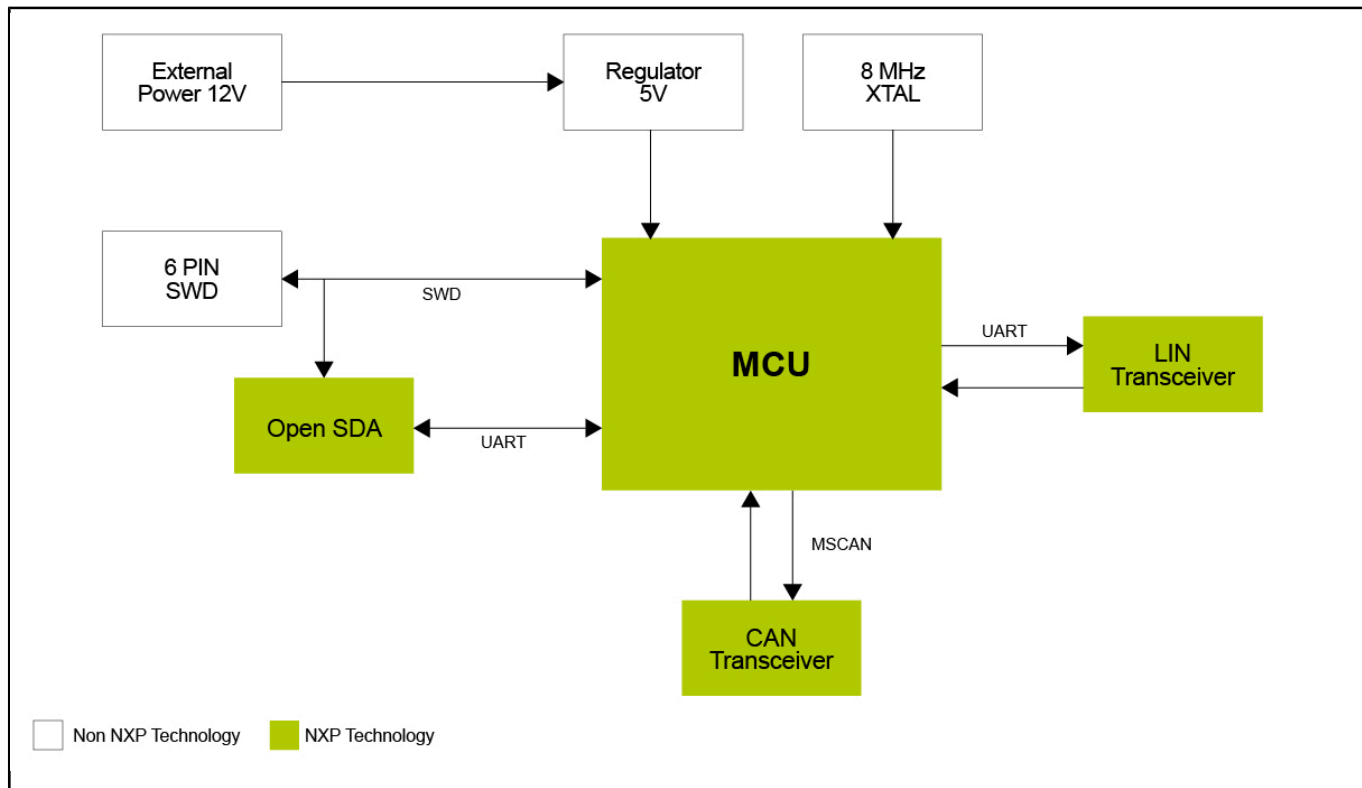 External
Power 12V
Regulator
5V
8 MHz
XTAL
6 PIN
SWD
SWD
MCU
UART
LIN
Transceiver
Open SDA
UART
MSCAN
CAN
Transceiver
Non NXP Technology
NXP Technology